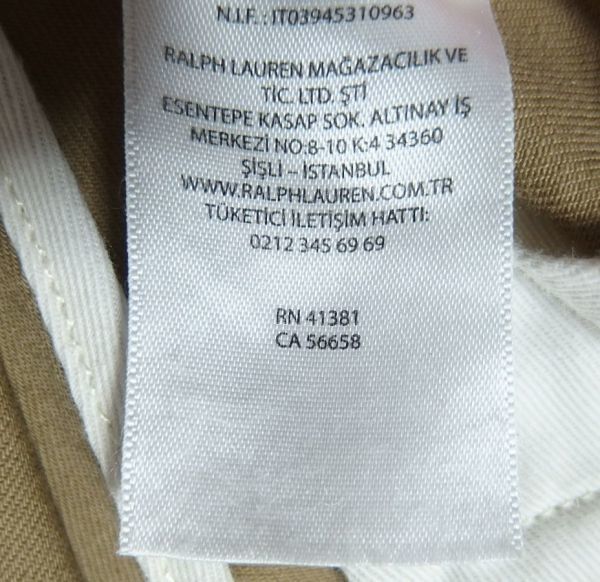 N.I.F. : IT03945310963
RALPH LAUREN MAĞAZACILIK VE
TİC. LTD. ŞTİ
ESENTEPE KASAP SOK. ALTINAY İŞ
MERKEZİ NO:8-10 K:4 34360
ŞİŞLİ – İSTANBUL
WWW.RALPHLAUREN.COM.TR
TÜKETİCİ İLETİŞİM HATTI:
0212 345 69 69
RN 41381
CA 56658